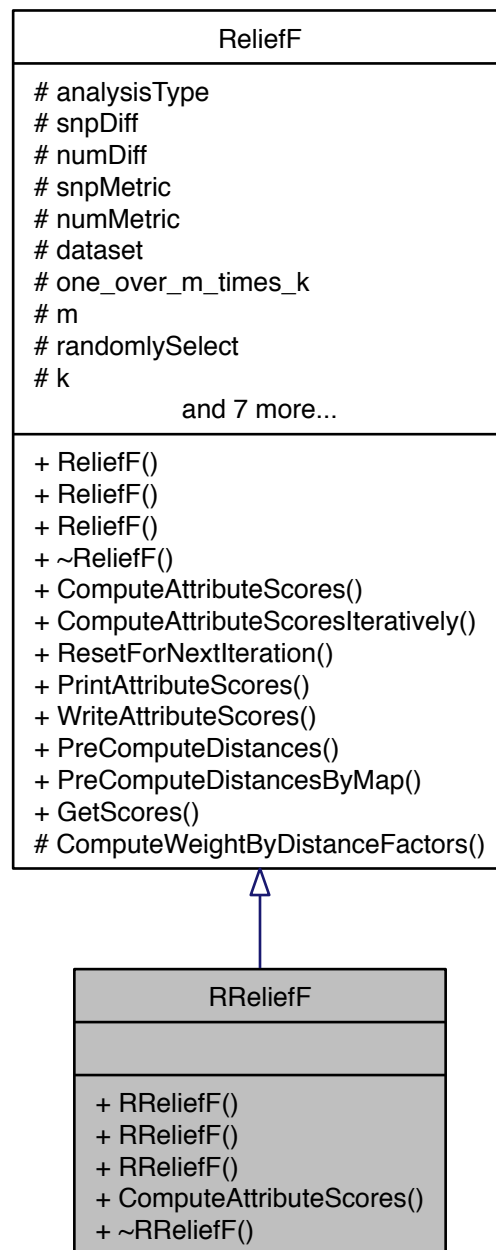 ReliefF
# analysisType
# snpDiff
# numDiff
# snpMetric
# numMetric
# dataset
# one_over_m_times_k
# m
# randomlySelect
# k
and 7 more...
+ ReliefF()
+ ReliefF()
+ ReliefF()
+ ~ReliefF()
+ ComputeAttributeScores()
+ ComputeAttributeScoresIteratively()
+ ResetForNextIteration()
+ PrintAttributeScores()
+ WriteAttributeScores()
+ PreComputeDistances()
+ PreComputeDistancesByMap()
+ GetScores()
# ComputeWeightByDistanceFactors()
RReliefF
+ RReliefF()
+ RReliefF()
+ RReliefF()
+ ComputeAttributeScores()
+ ~RReliefF()